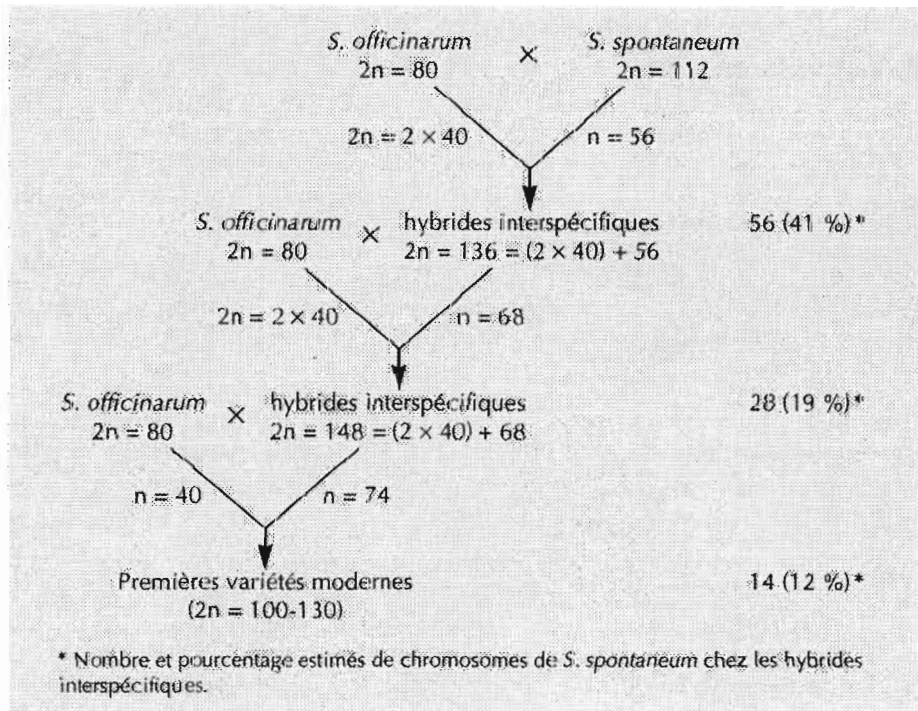 S. officinarum × S. spontaneum
2n = 80 2n = 112
2n = 2 × 40 n = 56
S. officinarum × hybrides interspécifiques 56 (41 %)*
2n = 80 2n = 136 = (2 × 40) + 56
2n = 2 × 40 n = 68
S. officinarum × hybrides interspécifiques 28 (19 %)*
2n = 80 2n = 148 = (2 × 40) + 68
n = 40 n = 74
Premières variétés modernes 14 (12 %)*
(2n = 100-130)
* Nombre et pourcentage estimés de chromosomes de S. spontaneum chez les hybrides
interspécifiques.